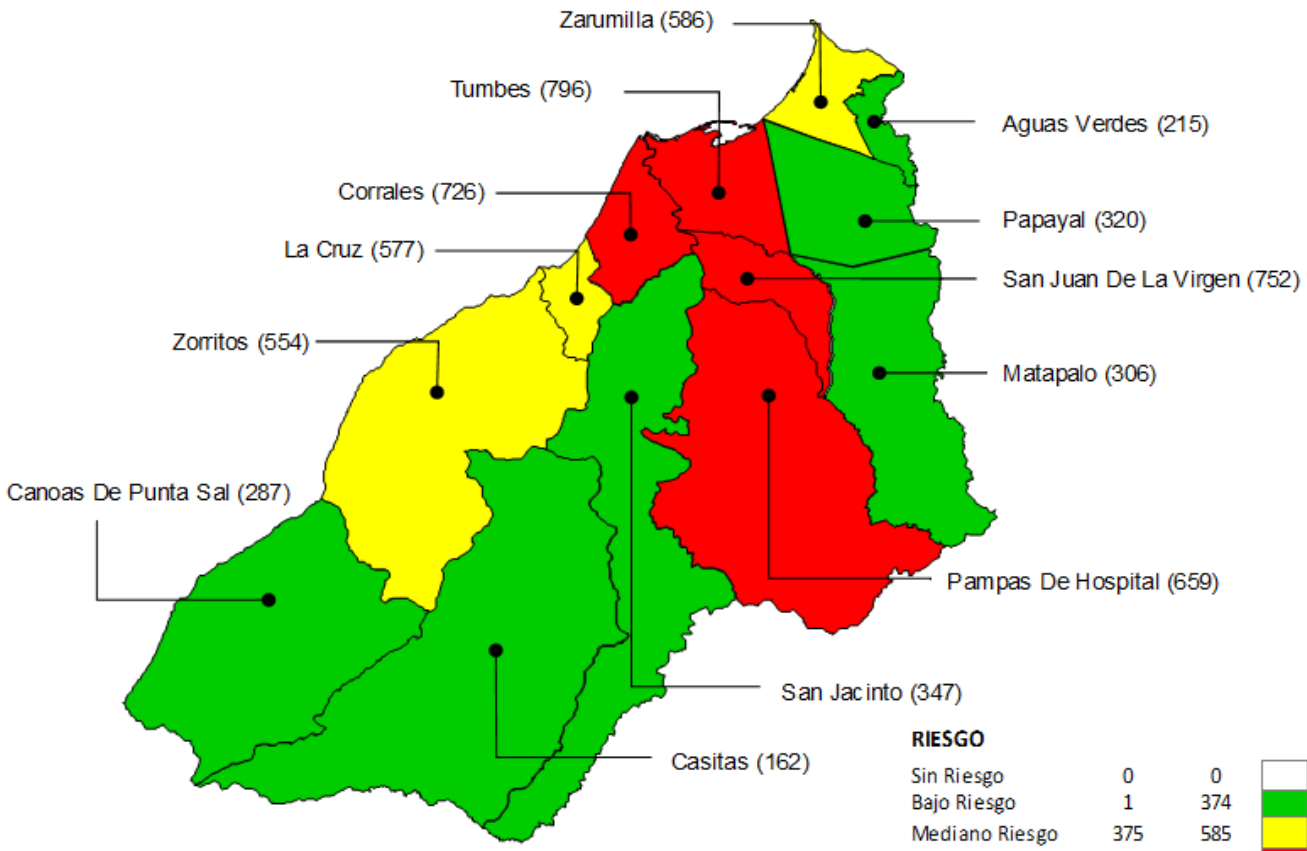 Zarumilla (586)
Tumbes (796)
Aguas Verdes (215)
Corrales (726)
Papayal (320)
La Cruz (577)
San Juan De La Virgen (752)
Zorritos (554)
Matapalo (306)
Canoas De Punta Sal (287)
Pampas De Hospital (659)
San Jacinto (347)
Casitas (162)
RIESGO
Sin Riesgo 0 0
Bajo Riesgo 1 374
Mediano Riesgo 375 585